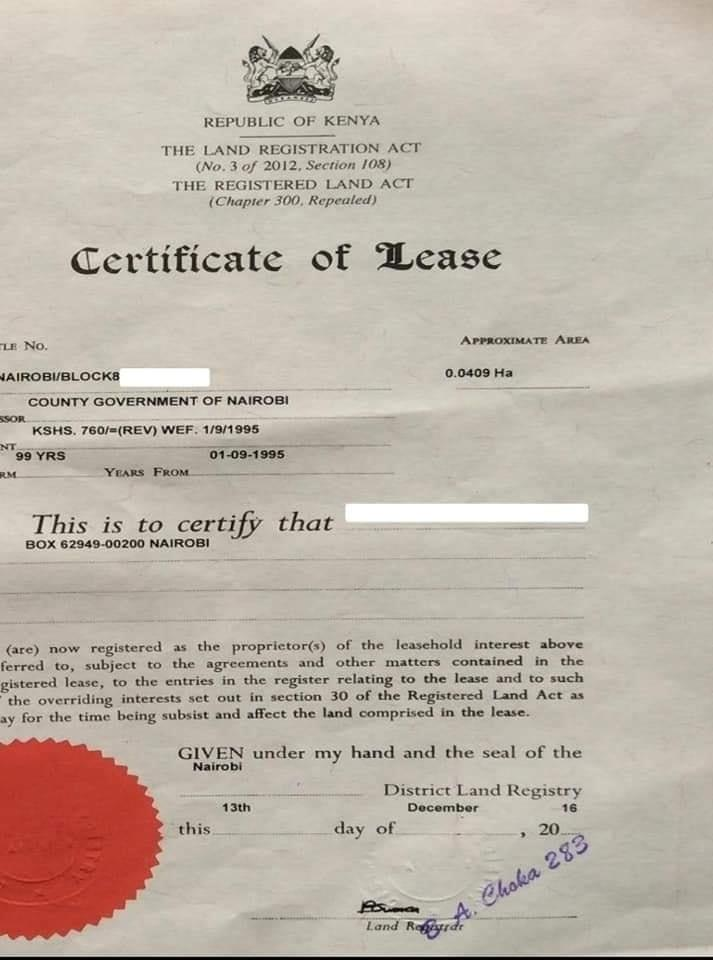 REPUBLIC OF KENYA
THE LAND REGISTRATION ACT
(No. 3 of 2012, Section 108)
THE REGISTERED LAND ACT
(Chapter 300, Repealed)
Certificate of Lease
TLE NO.
APPROXIMATE AREA
NAIROBI/BLOCK8
0.0409 Ha
COUNTY GOVERNMENT OF NAIROBI
SSOR
KSHS. 760/=(REV) WEF. 1/9/1995
NT
99 YRS 01-09-1995
RM YEARS FROM
This is to certify that
BOX 62949-00200 NAIROBI
(are) now registered as the proprietor(s) of the leasehold interest above
ferred to, subject to the agreements and other matters contained in the
gistered lease, to the entries in the register relating to the lease and to such
the overriding interests set out in section 30 of the Registered Land Act as
ay for the time being subsist and affect the land comprised in the lease.
GIVEN under my hand and the seal of the
Nairobi
District Land Registry
13th December 16
this day of , 20
A. Choka 283
Land Registrar